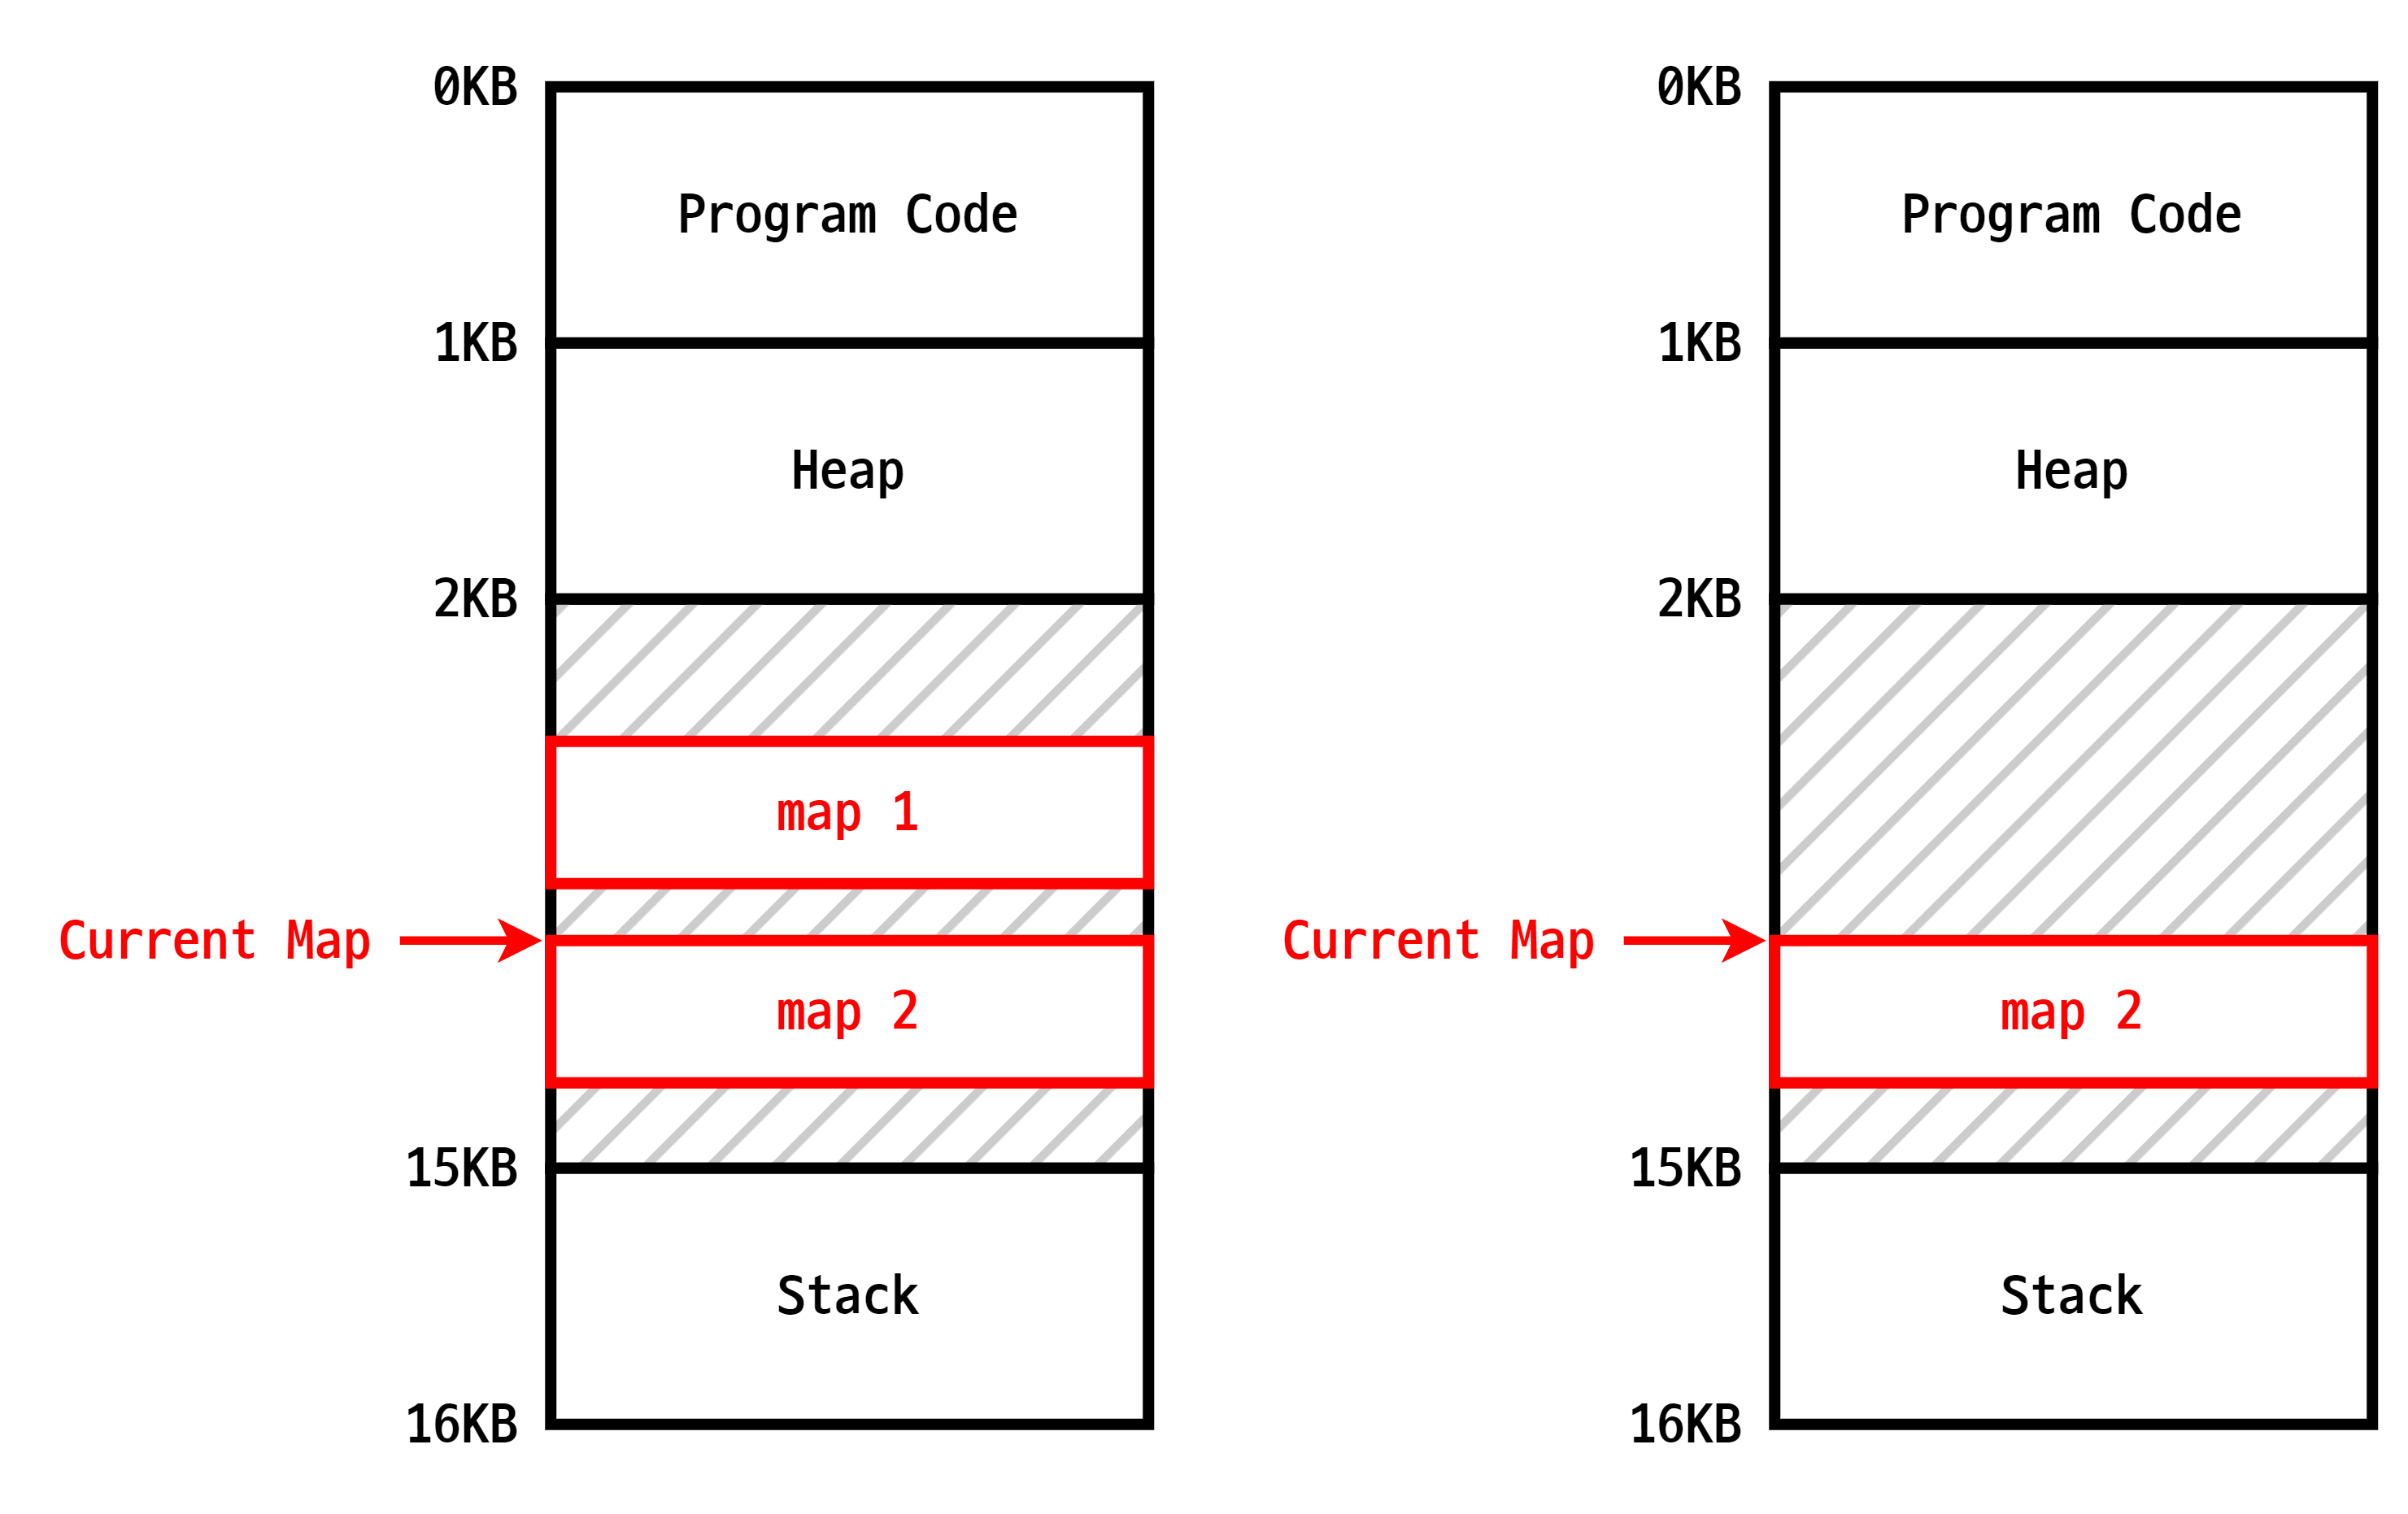 0KB
Program Code
1KB
Heap
2KB
map 1
Current Map
map 2
15KB
Stack
16KB
0KB
Program Code
1KB
Heap
2KB
Current Map
map 2
15KB
Stack
16KB